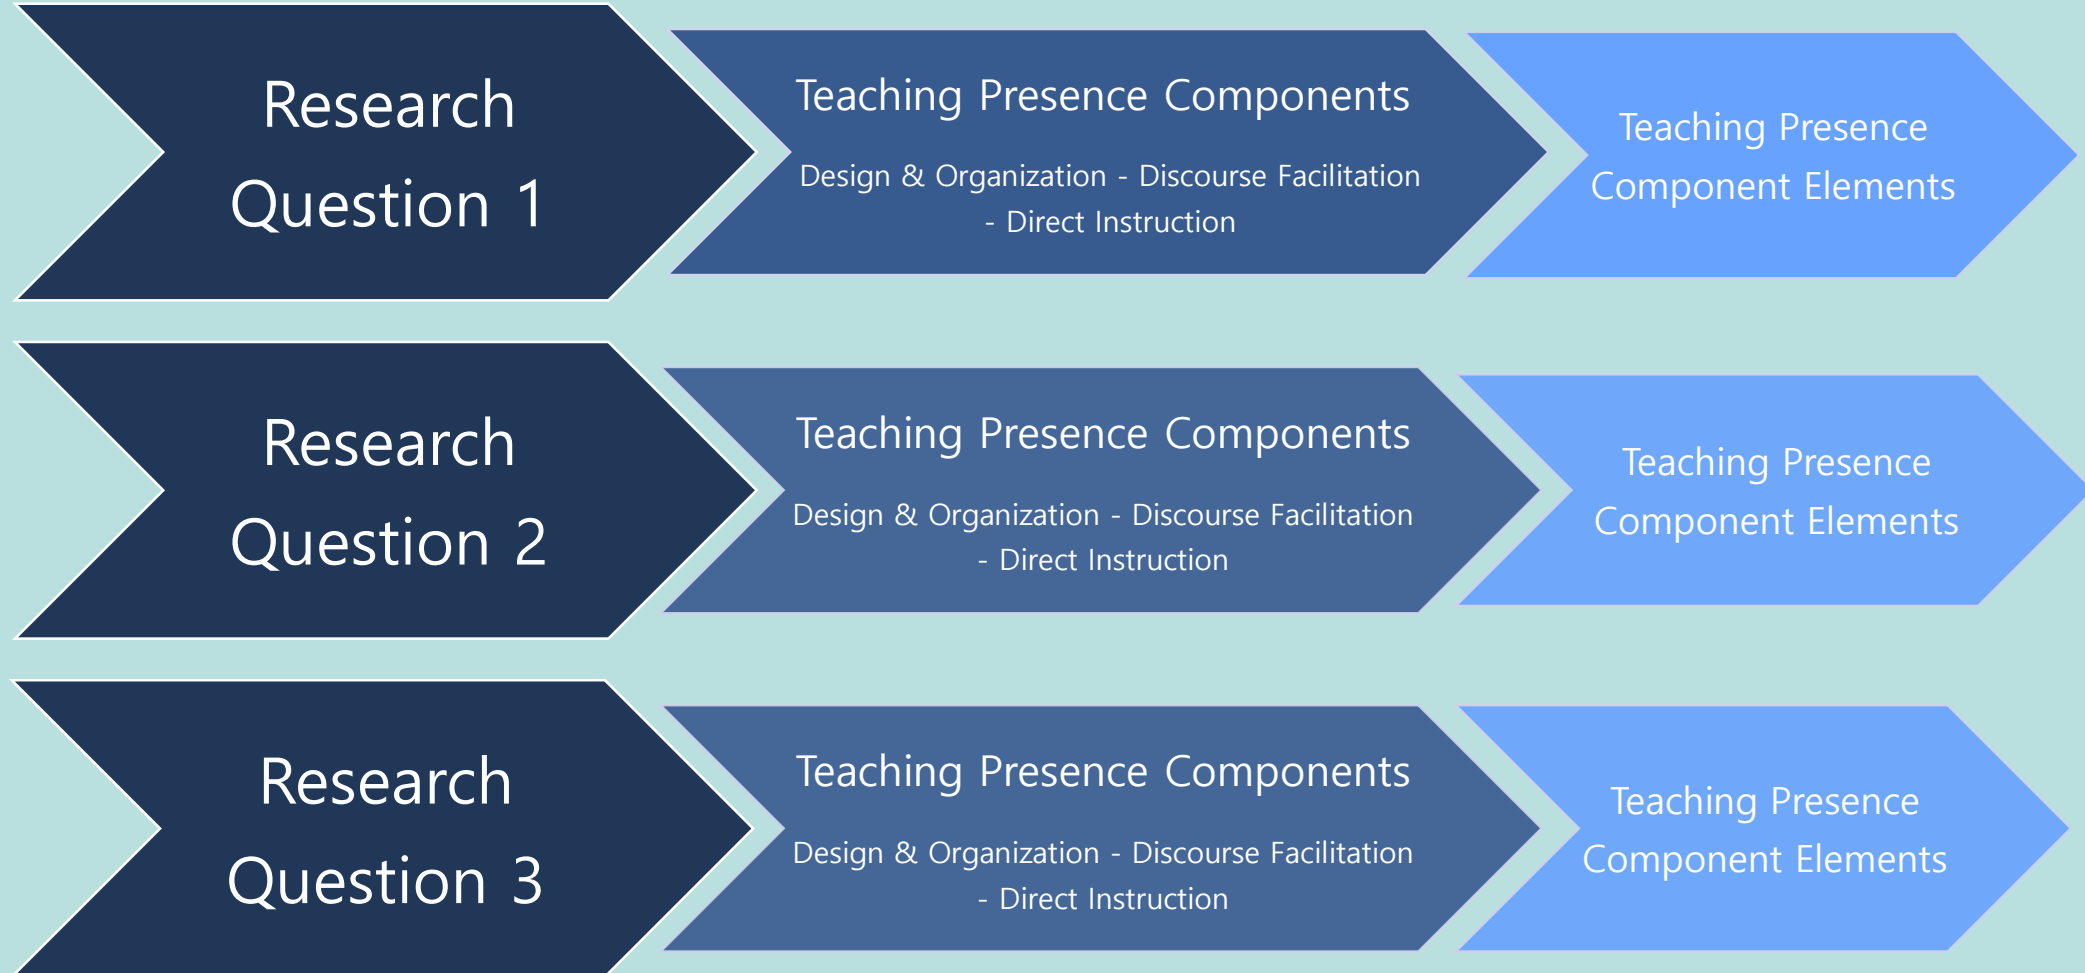 Research
Question 1
Teaching Presence Components
Design & Organization - Discourse Facilitation
- Direct Instruction
Teaching Presence
Component Elements
Research
Question 2
Teaching Presence Components
Design & Organization - Discourse Facilitation
- Direct Instruction
Teaching Presence
Component Elements
Research
Question 3
Teaching Presence Components
Design & Organization - Discourse Facilitation
- Direct Instruction
Teaching Presence
Component Elements